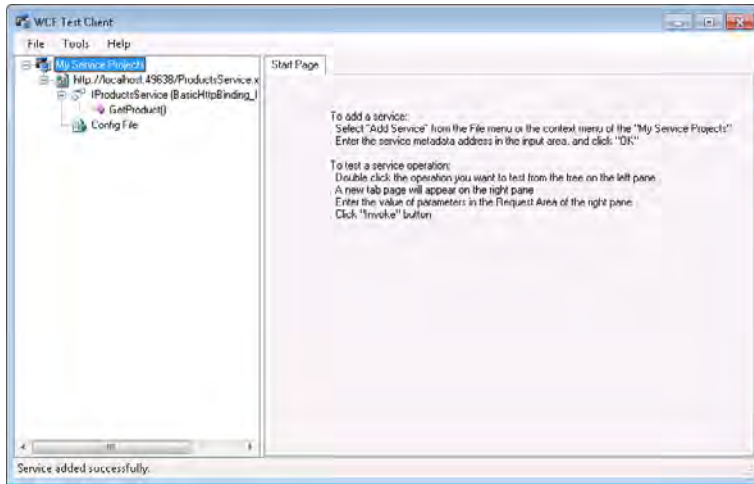 WCF Test Client
File Tools Help
My Service Projects
http://localhost:49638/ProductsService.x
IProductsService (BasicHttpBinding_I
GetProduct()
Config File
Start Page
To add a service:
Select "Add Service" from the File menu or the context menu of the "My Service Projects"
Enter the service metadata address in the input area, and click "OK"
To test a service operation:
Double click the operation you want to test from the tree on the left pane
A new tab page will appear on the right pane
Enter the value of parameters in the Request Area of the right pane
Click "Invoke" button
Service added successfully.